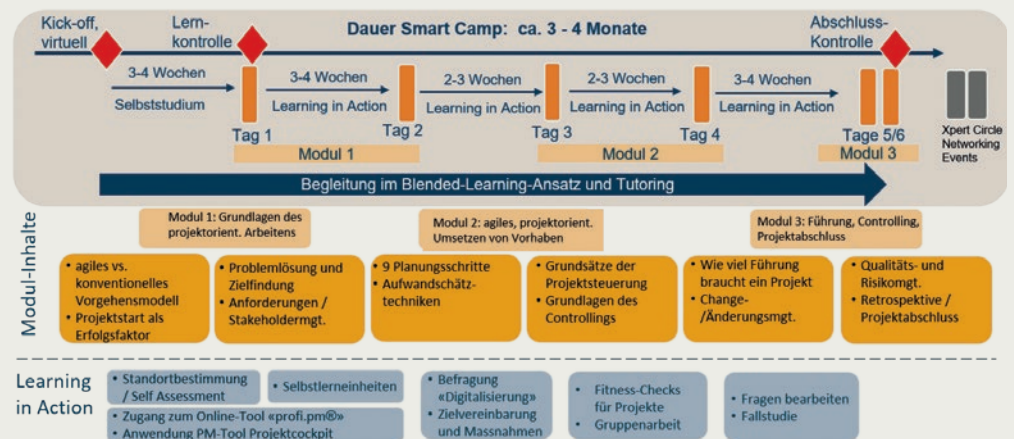 Kick-off,
virtuell
Lern-
kontrolle
Dauer Smart Camp: ca. 3 - 4 Monate
Abschluss-
Kontrolle
3-4 Wochen
Selbststudium
3-4 Wochen
Learning in Action
2-3 Wochen
Learning in Action
2-3 Wochen
Learning in Action
3-4 Wochen
Learning in Action
Tag 1
Tag 2
Tag 3
Tag 4
Tage 5/6
Modul 1
Modul 2
Modul 3
Xpert Circle
Networking
Events
Begleitung im Blended-Learning-Ansatz und Tutoring
Modul-Inhalte
Modul 1: Grundlagen des
projektorient. Arbeitens
Modul 2: agiles, projektorient.
Umsetzen von Vorhaben
Modul 3: Führung, Controlling,
Projektabschluss
• agiles vs.
konventionelles
Vorgehensmodell
• Projektstart als
Erfolgsfaktor
• Problemlösung und
Zielfindung
• Anforderungen /
Stakeholdermgt.
• 9 Planungsschritte
• Aufwandschätz-
techniken
• Grundsätze der
Projektsteuerung
• Grundlagen des
Controllings
• Wie viel Führung
braucht ein Projekt
• Change-
/Änderungsmgt.
• Qualitäts- und
Risikomgt.
• Retrospektive /
Projektabschluss
Learning
in Action
• Standortbestimmung
/ Self Assessment
• Selbstlerneinheiten
• Zugang zum Online-Tool «profi.pm®»
• Anwendung PM-Tool Projektcockpit
• Befragung
«Digitalisierung»
• Zielvereinbarung
und Massnahmen
• Fitness-Checks
für Projekte
• Gruppenarbeit
• Fragen bearbeiten
• Fallstudie